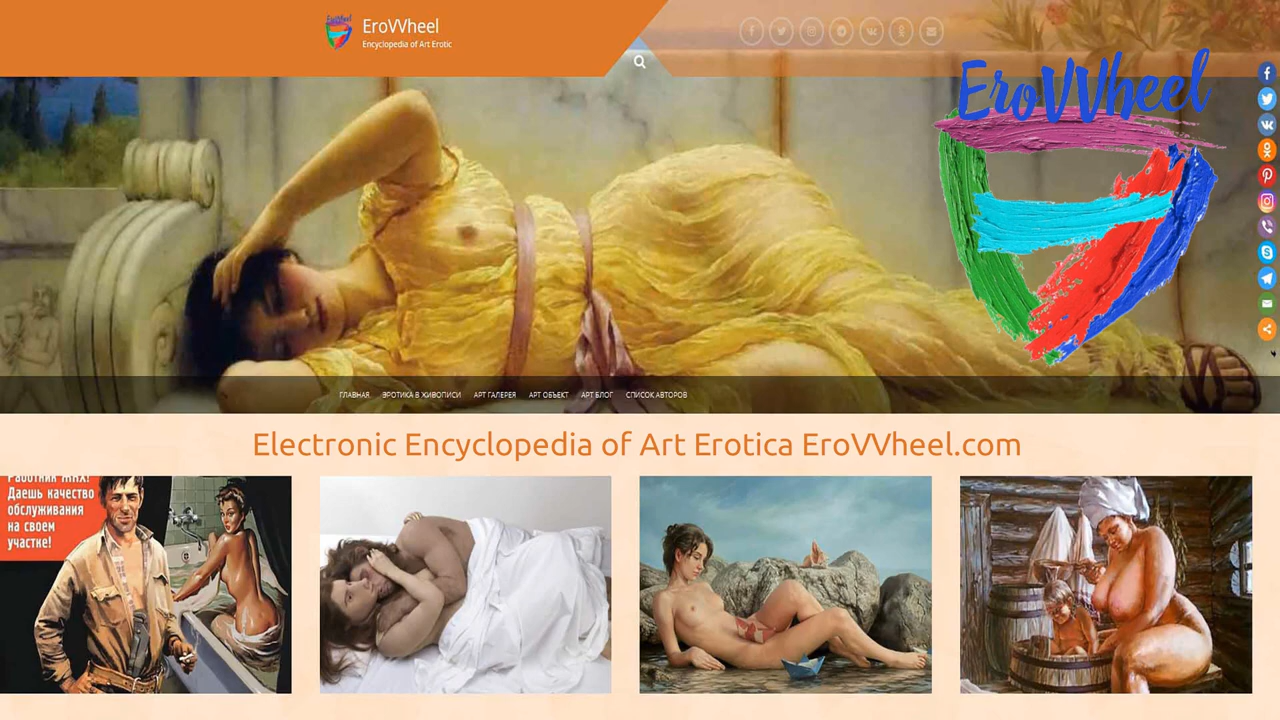 EroVVheel
Encyclopedia of Art Erotic
EroVVheel
ГЛАВНАЯ ЭРОТИКА В ЖИВОПИСИ АРТ ГАЛЕРЕЯ АРТ ОБЪЕКТ АРТ БЛОГ СПИСОК АВТОРОВ
Electronic Encyclopedia of Art Erotica EroVVheel.com
Работник ЖКХ!
Даешь качество
обслуживания
на своем
участке!